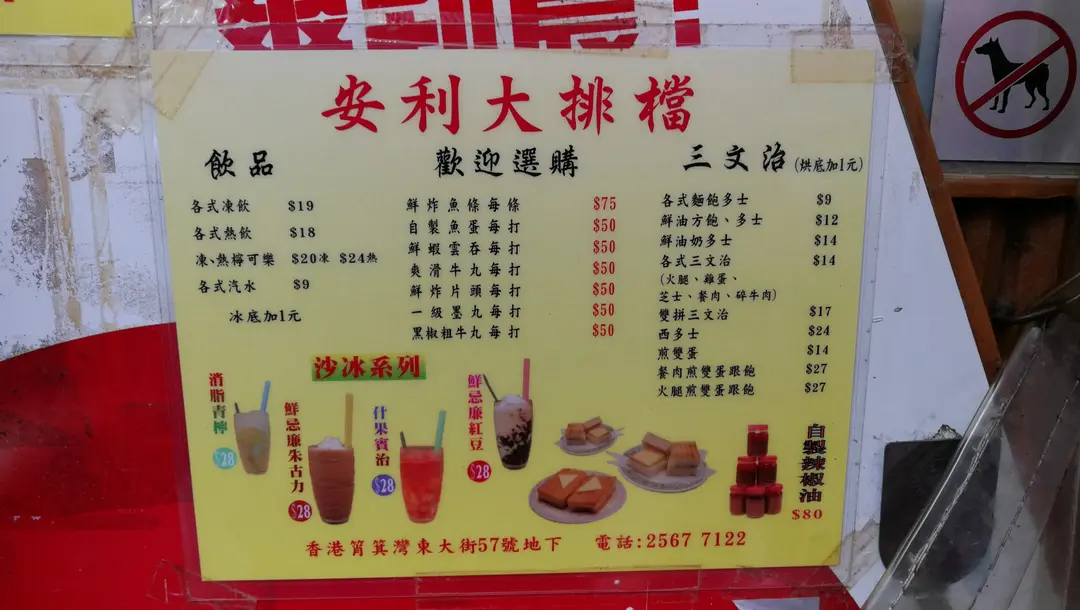 安利大排檔
飲品
各式凍飲 $19
各式熱飲 $18
凍、熱檸可樂 $20凍 $24熱
各式汽水 $9
冰底加1元
歡迎選購
鮮炸魚條每條 $75
自製魚蛋每打 $50
鮮蝦雲吞每打 $50
爽滑牛丸每打 $50
鮮炸片頭每打 $50
一級墨丸每打 $50
黑椒粗牛丸每打 $50
三文治(烘底加1元)
各式麵飽多士 $9
鮮油方飽、多士 $12
鮮油奶多士 $14
各式三文治 $14
(火腿、雞蛋、
芝士、餐肉、碎牛肉)
雙拼三文治 $17
西多士 $24
煎雙蛋 $14
餐肉煎雙蛋跟飽 $27
火腿煎雙蛋跟飽 $27
沙冰系列
消脂青檸 $28
鮮忌廉朱古力 $28
什果賓治 $28
鮮忌廉紅豆 $28
自製辣椒油 $80
香港筲箕灣東大街57號地下 電話:2567 7122